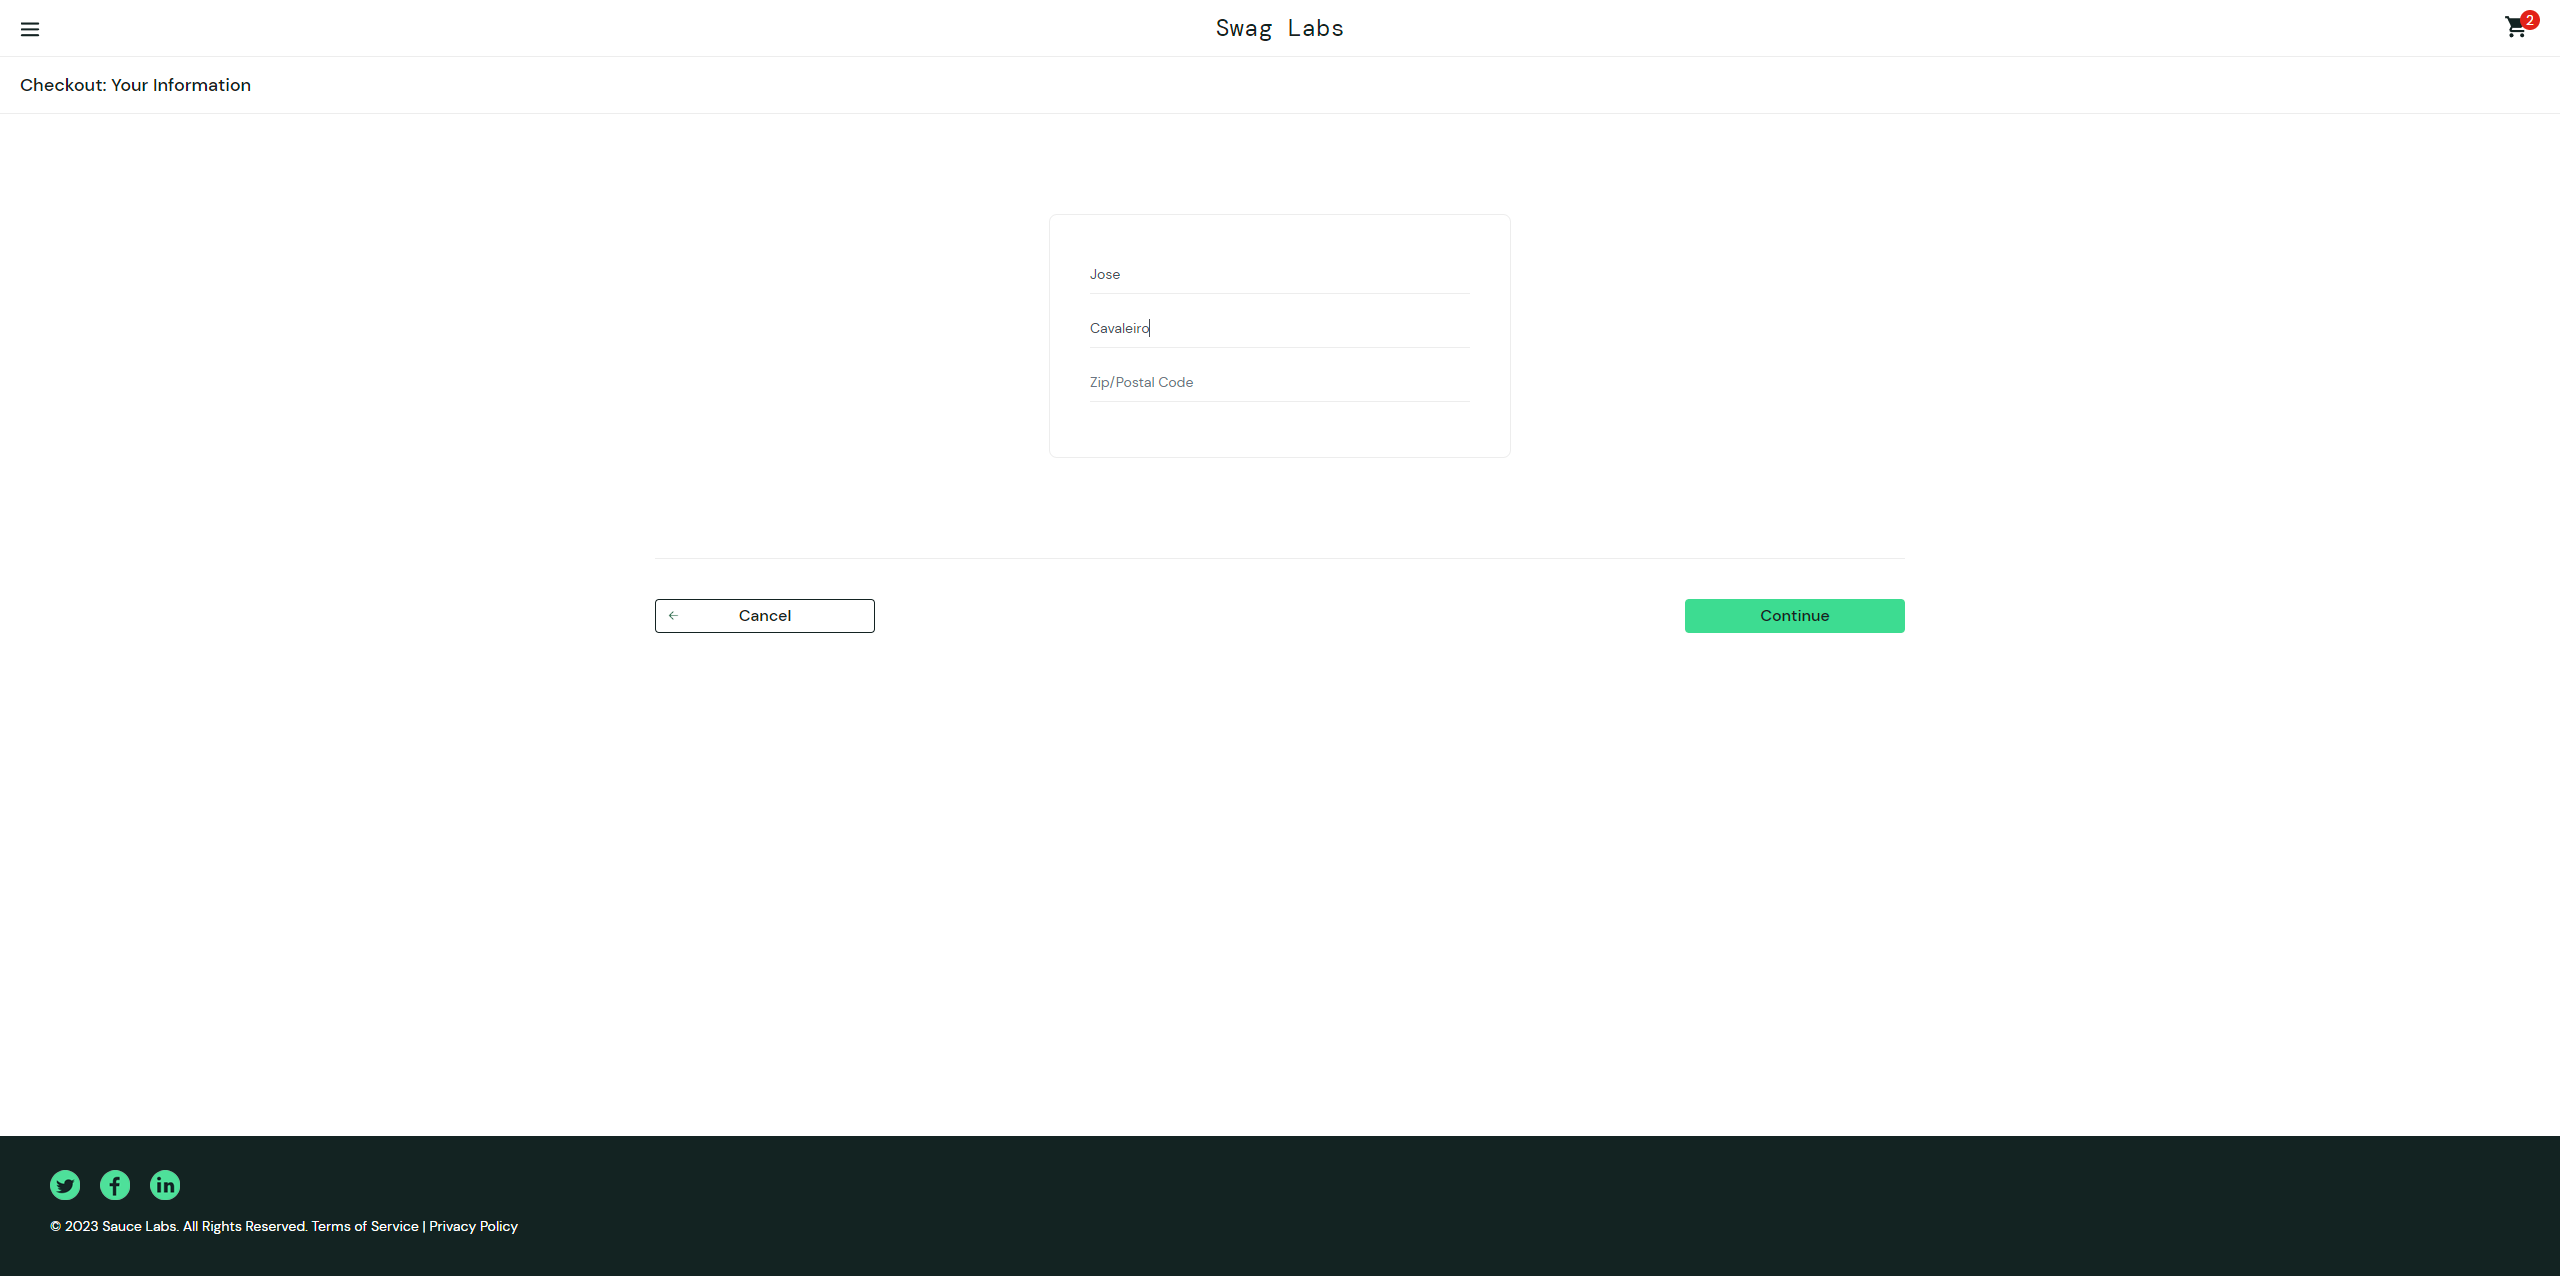 Swag Labs
2
Checkout: Your Information
Jose
Cavaleiro
Zip/Postal Code
Cancel
Continue
© 2023 Sauce Labs. All Rights Reserved. Terms of Service | Privacy Policy